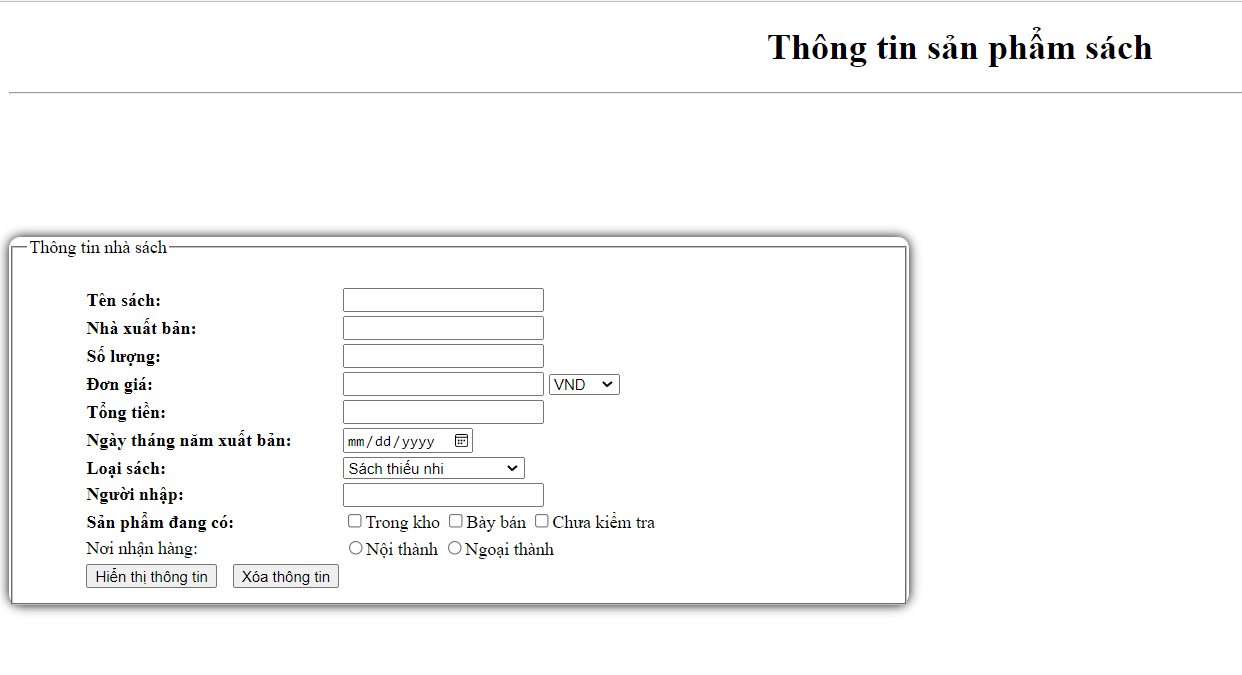 Thông tin sản phẩm sách
Thông tin nhà sách
Tên sách:
Nhà xuất bản:
Số lượng:
Đơn giá: VND
Tổng tiền:
Ngày tháng năm xuất bản: mm/dd/yyyy
Loại sách: Sách thiếu nhi
Người nhập:
Sản phẩm đang có: Trong kho Bày bán Chưa kiểm tra
Nơi nhận hàng: Nội thành Ngoại thành
Hiển thị thông tin Xóa thông tin